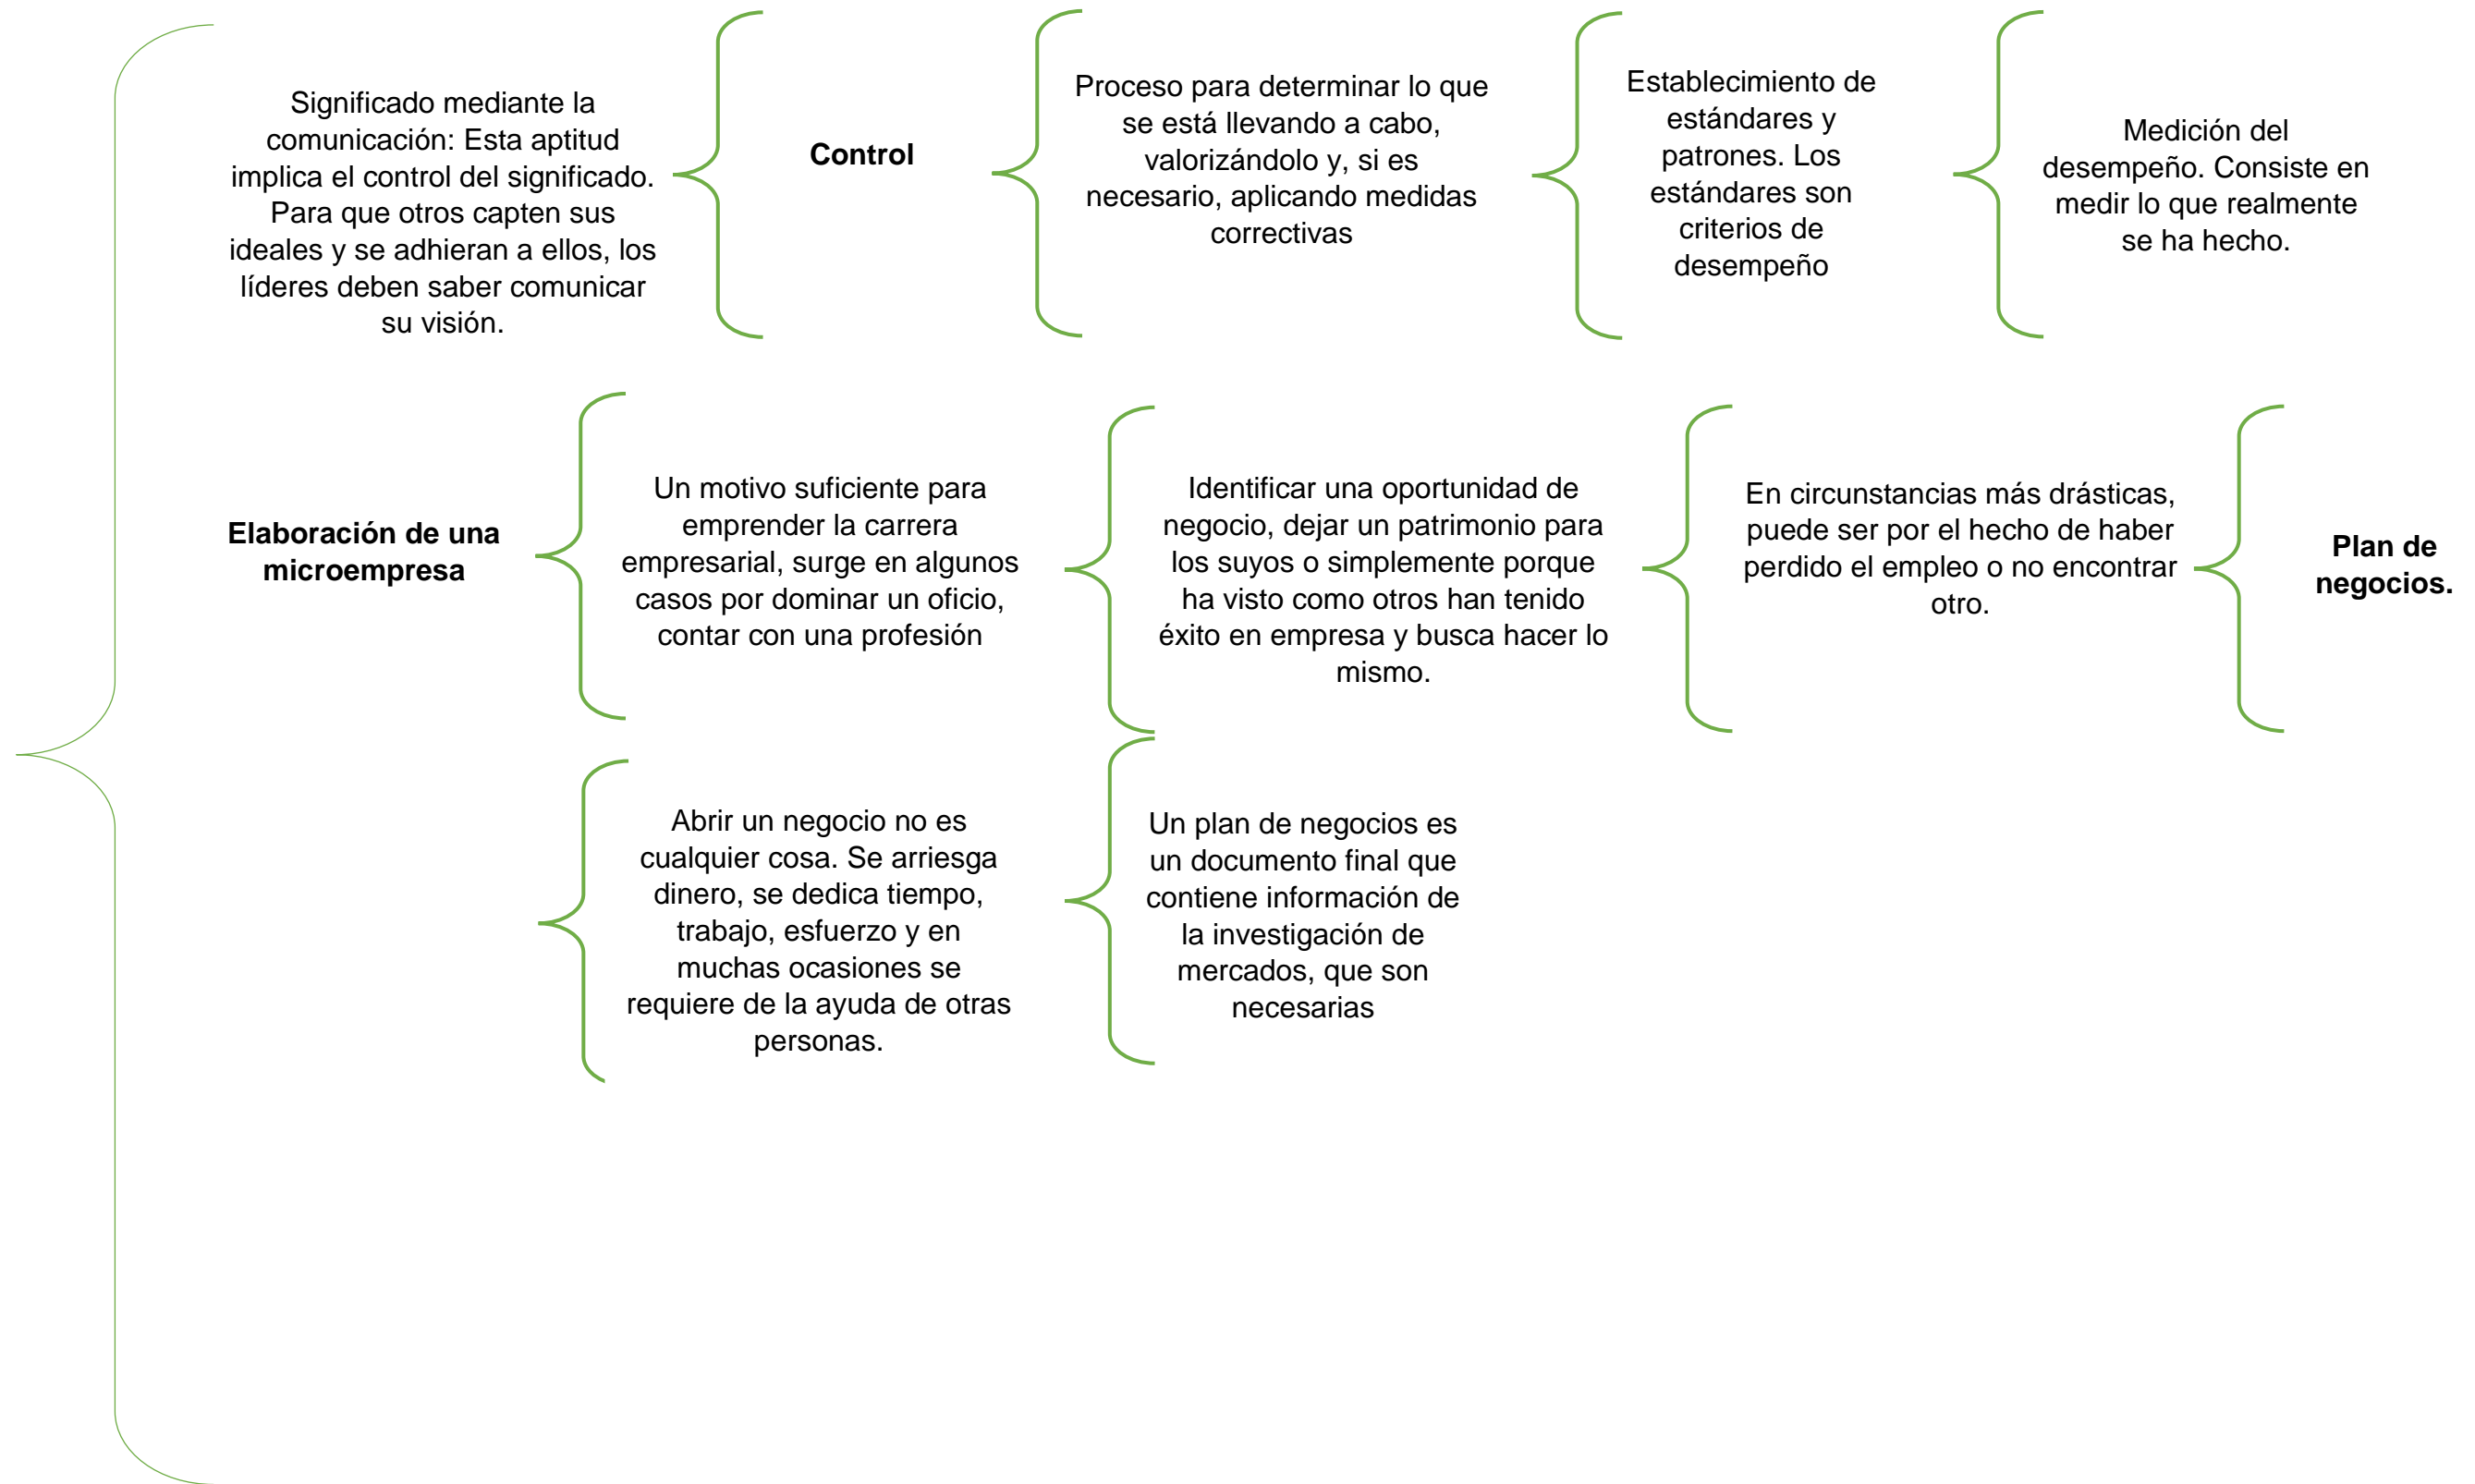 Significado mediante la
comunicación: Esta aptitud
implica el control del significado.
Para que otros capten sus
ideales y se adhieran a ellos, los
líderes deben saber comunicar
su visión.
Control
Proceso para determinar lo que
se está llevando a cabo,
valorizándolo y, si es
necesario, aplicando medidas
correctivas
Establecimiento de
estándares y
patrones. Los
estándares son
criterios de
desempeño
Medición del
desempeño. Consiste en
medir lo que realmente
se ha hecho.
Elaboración de una
microempresa
Un motivo suficiente para
emprender la carrera
empresarial, surge en algunos
casos por dominar un oficio,
contar con una profesión
Identificar una oportunidad de
negocio, dejar un patrimonio para
los suyos o simplemente porque
ha visto como otros han tenido
éxito en empresa y busca hacer lo
mismo.
En circunstancias más drásticas,
puede ser por el hecho de haber
perdido el empleo o no encontrar
otro.
Plan de
negocios.
Abrir un negocio no es
cualquier cosa. Se arriesga
dinero, se dedica tiempo,
trabajo, esfuerzo y en
muchas ocasiones se
requiere de la ayuda de otras
personas.
Un plan de negocios es
un documento final que
contiene información de
la investigación de
mercados, que son
necesarias